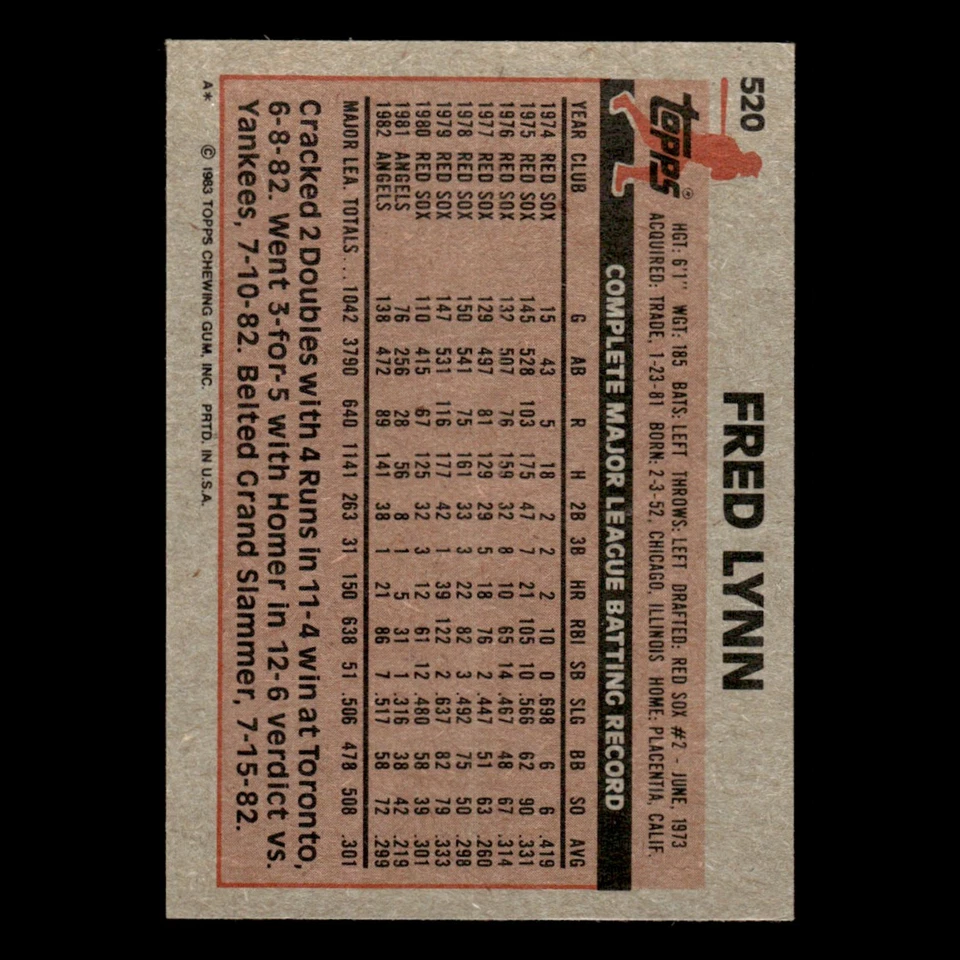 520
FRED LYNN
topps®
HGT: 6'1" WGT: 185 BATS: LEFT THROWS: LEFT DRAFTED: RED SOX #2 - JUNE, 1973
ACQUIRED: TRADE, 1-23-81 BORN: 2-3-52, CHICAGO, ILLINOIS HOME: PLACENTIA, CALIF.
COMPLETE MAJOR LEAGUE BATTING RECORD
YEAR CLUB G AB R H 2B 3B HR RBI SB SLG BB SO AVG
1974 RED SOX 15 43 5 18 2 2 2 10 0 .698 6 6 .419
1975 RED SOX 145 528 103 175 47 7 21 105 10 .566 62 90 .331
1976 RED SOX 132 507 76 159 32 8 10 65 14 .467 48 67 .314
1977 RED SOX 129 497 81 129 29 5 18 76 2 .447 51 63 .260
1978 RED SOX 150 541 75 161 33 3 22 82 3 .492 75 50 .298
1979 RED SOX 147 531 116 177 42 1 39 122 2 .637 82 79 .333
1980 RED SOX 110 415 67 125 32 3 12 61 12 .480 58 39 .301
1981 ANGELS 76 256 28 56 8 1 5 31 1 .316 38 42 .219
1982 ANGELS 138 472 89 141 38 1 21 86 7 .517 58 72 .299
MAJOR LEA. TOTALS... 1042 3790 640 1141 263 31 150 638 51 .506 478 508 .301
Cracked 2 Doubles with 4 Runs in 11-4 win at Toronto,
6-8-82. Went 3-for-5 with Homer in 12-6 verdict vs.
Yankees, 7-10-82. Belted Grand Slammer, 7-15-82.
A* © 1983 TOPPS CHEWING GUM, INC. PRTD. IN U.S.A.